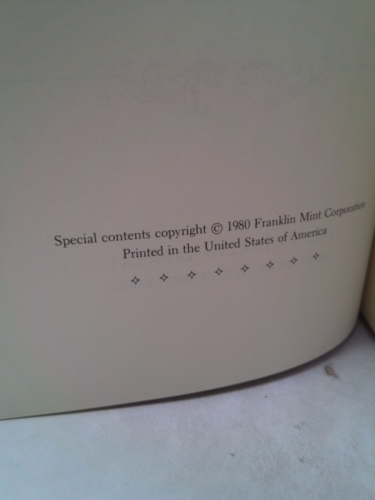 Special contents copyright © 1980 Franklin Mint Corporation
Printed in the United States of America